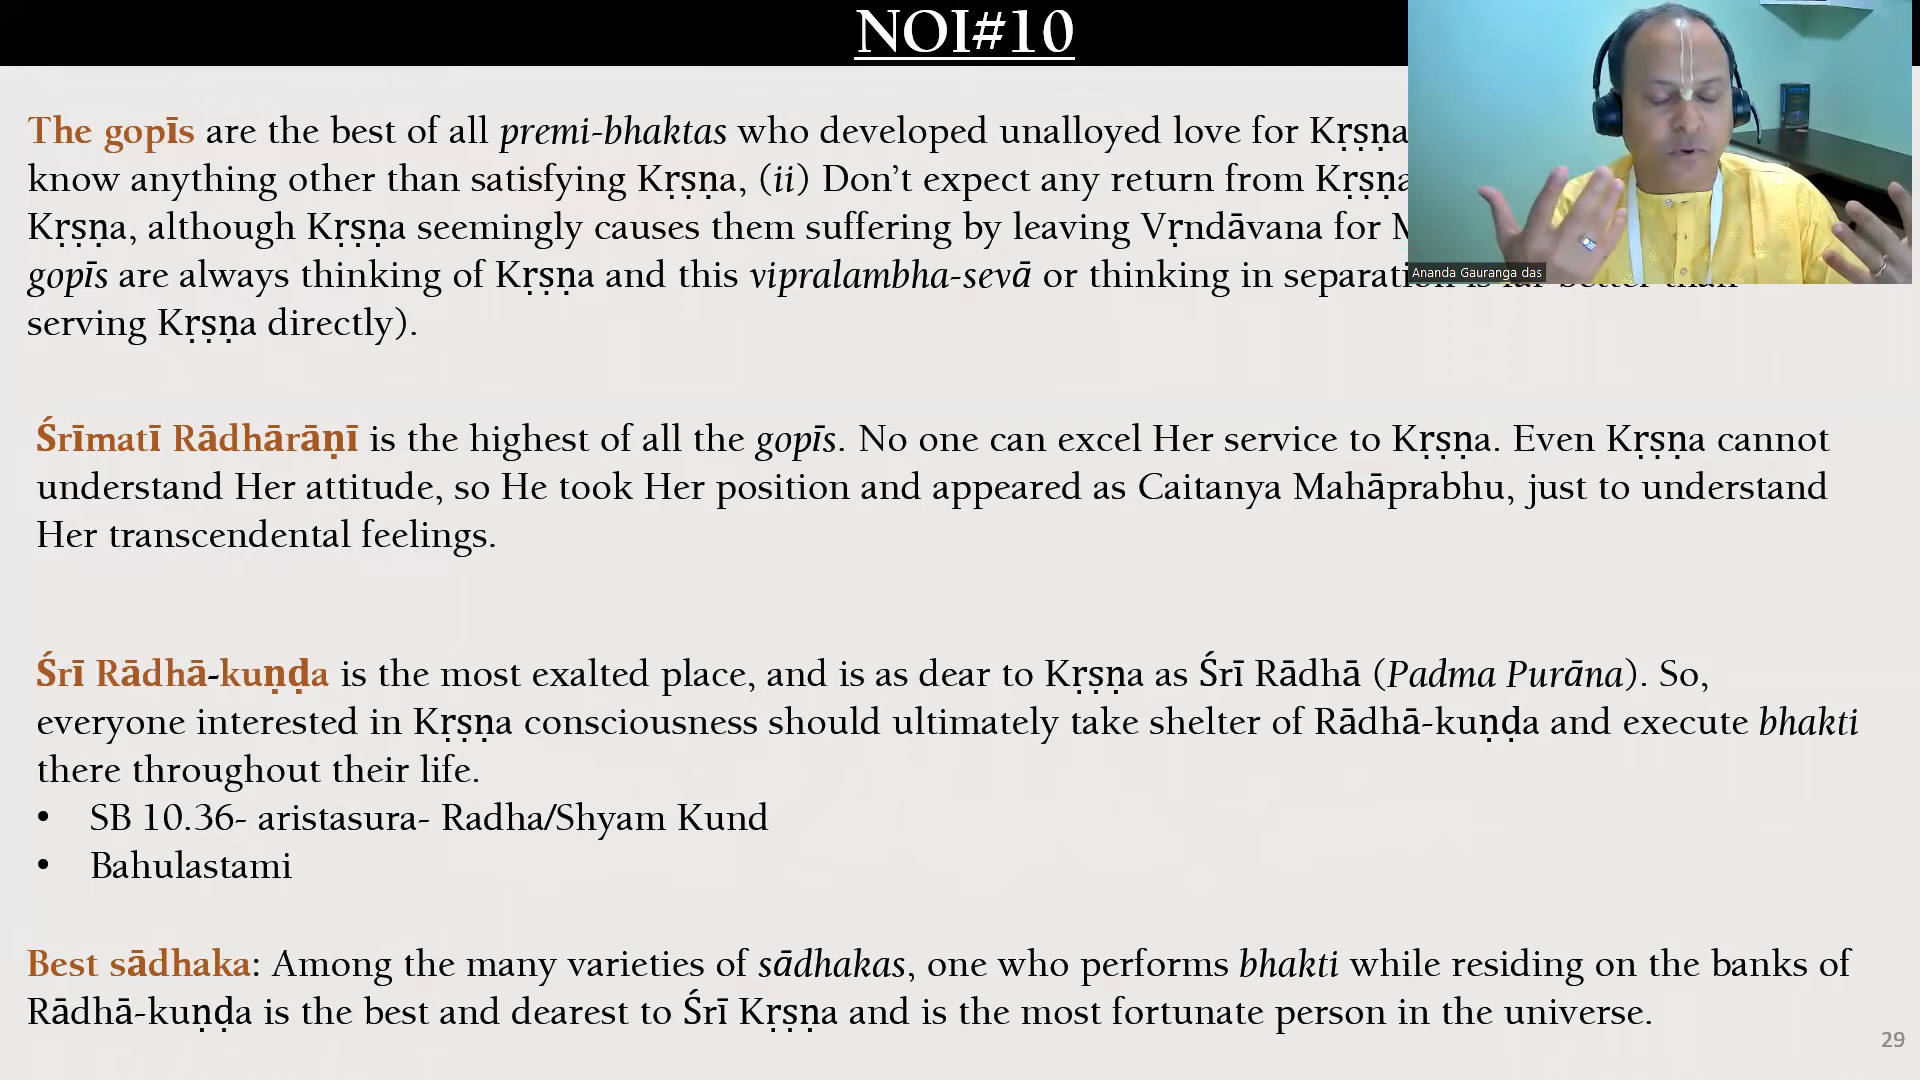 NOI#10
The gopīs are the best of all premi-bhaktas who developed unalloyed love for Kṛṣṇa
know anything other than satisfying Kṛṣṇa, (ii) Don’t expect any return from Kṛṣṇa
Kṛṣṇa, although Kṛṣṇa seemingly causes them suffering by leaving Vṛndāvana for
gopīs are always thinking of Kṛṣṇa and this vipralambha-sevā or thinking in separation is far better than
serving Kṛṣṇa directly).
Ananda Gauranga das
Śrīmatī Rādhārāṇī is the highest of all the gopīs. No one can excel Her service to Kṛṣṇa. Even Kṛṣṇa cannot
understand Her attitude, so He took Her position and appeared as Caitanya Mahāprabhu, just to understand
Her transcendental feelings.
Śrī Rādhā-kuṇḍa is the most exalted place, and is as dear to Kṛṣṇa as Śrī Rādhā (Padma Purāna). So,
everyone interested in Kṛṣṇa consciousness should ultimately take shelter of Rādhā-kuṇḍa and execute bhakti
there throughout their life.
• SB 10.36- aristasura- Radha/Shyam Kund
• Bahulastami
Best sādhaka: Among the many varieties of sādhakas, one who performs bhakti while residing on the banks of
Rādhā-kuṇḍa is the best and dearest to Śrī Kṛṣṇa and is the most fortunate person in the universe.
29